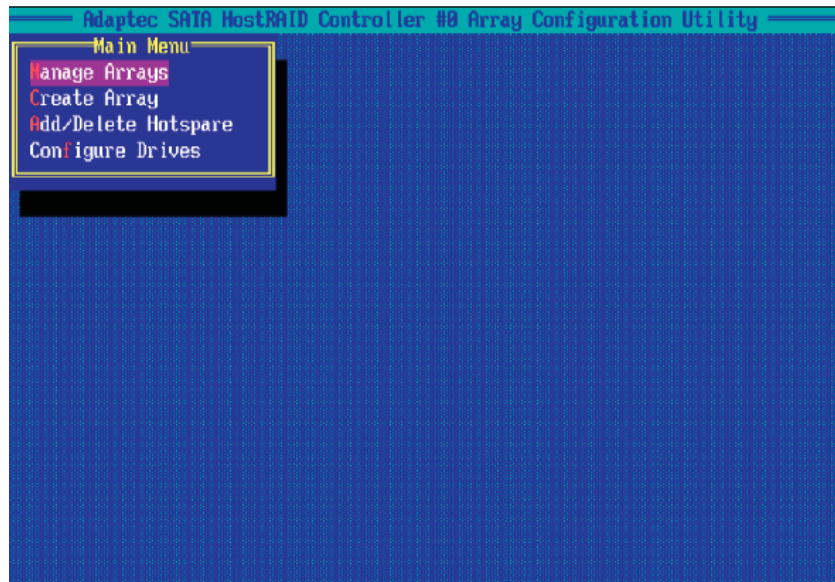 Adaptec SATA HostRAID Controller #0 Array Configuration Utility
Main Menu
Manage Arrays
Create Array
Add/Delete Hotspare
Configure Drives